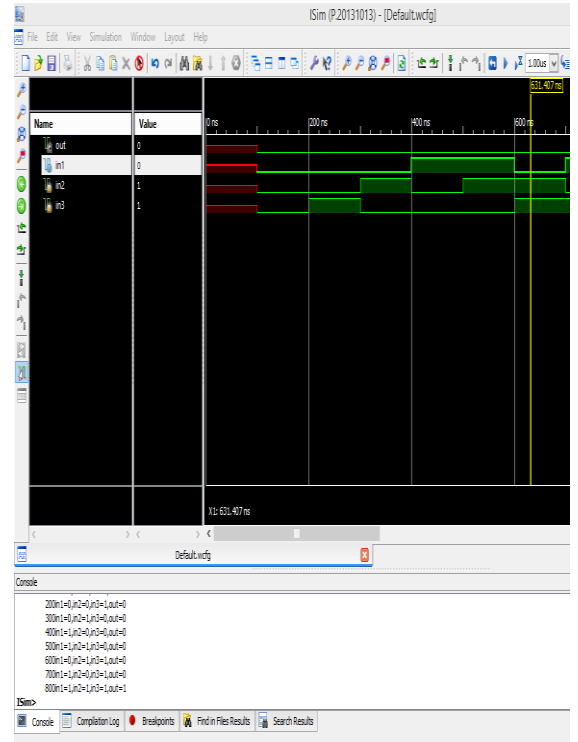 ISim (P.20131013) - [Default.wcfg]
File Edit View Simulation Window Layout Help
1.00us
631.407 ns
Name Value
0 ns 200 ns 400 ns 600 ns
out 0
in1 0
in2 1
in3 1
X1: 631.407 ns
Default.wcfg
Console
200in1=0,in2=0,in3=1,out=0
300in1=0,in2=1,in3=0,out=0
400in1=1,in2=0,in3=0,out=0
500in1=1,in2=1,in3=0,out=0
600in1=0,in2=1,in3=1,out=0
700in1=1,in2=0,in3=1,out=0
800in1=1,in2=1,in3=1,out=1
ISim>
Console Compilation Log Breakpoints Find in Files Results Search Results